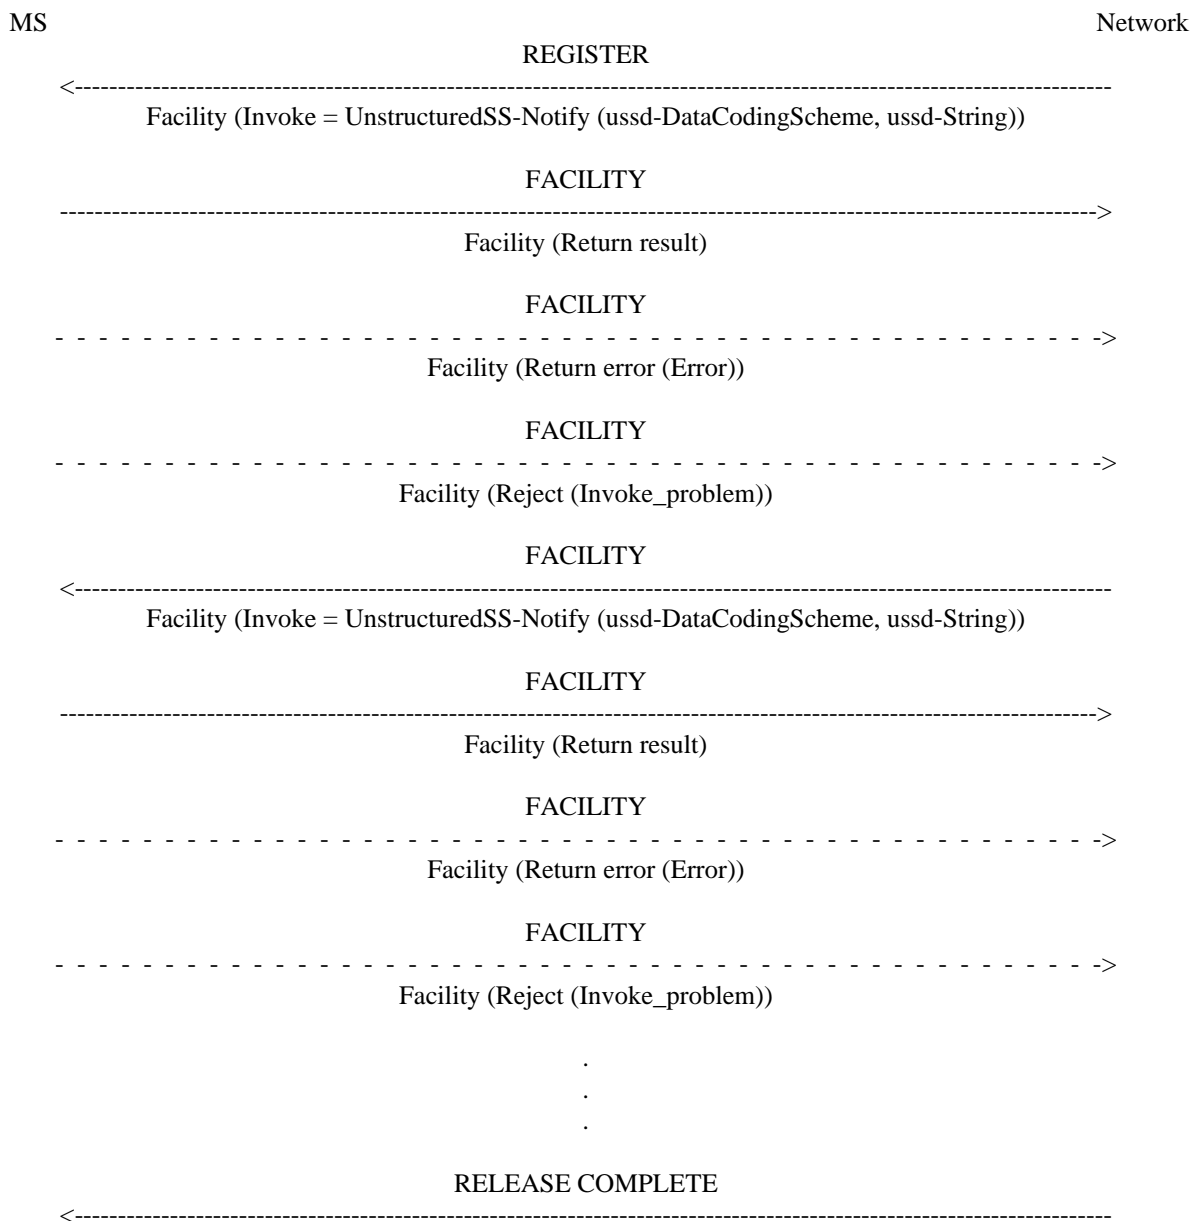 MS Network
REGISTER
<------------------------------------------------------------------------------------------------------------------------
Facility (Invoke = UnstructuredSS-Notify (ussd-DataCodingScheme, ussd-String))
FACILITY
------------------------------------------------------------------------------------------------------------------------>
Facility (Return result)
FACILITY
- - - - - - - - - - - - - - - - - - - - - - - - - - - - - - - - - - - - - - - - - - - - - - - ->
Facility (Return error (Error))
FACILITY
- - - - - - - - - - - - - - - - - - - - - - - - - - - - - - - - - - - - - - - - - - - - - - - ->
Facility (Reject (Invoke_problem))
FACILITY
<------------------------------------------------------------------------------------------------------------------------
Facility (Invoke = UnstructuredSS-Notify (ussd-DataCodingScheme, ussd-String))
FACILITY
------------------------------------------------------------------------------------------------------------------------>
Facility (Return result)
FACILITY
- - - - - - - - - - - - - - - - - - - - - - - - - - - - - - - - - - - - - - - - - - - - - - - ->
Facility (Return error (Error))
FACILITY
- - - - - - - - - - - - - - - - - - - - - - - - - - - - - - - - - - - - - - - - - - - - - - - ->
Facility (Reject (Invoke_problem))
.
.
.
RELEASE COMPLETE
<------------------------------------------------------------------------------------------------------------------------